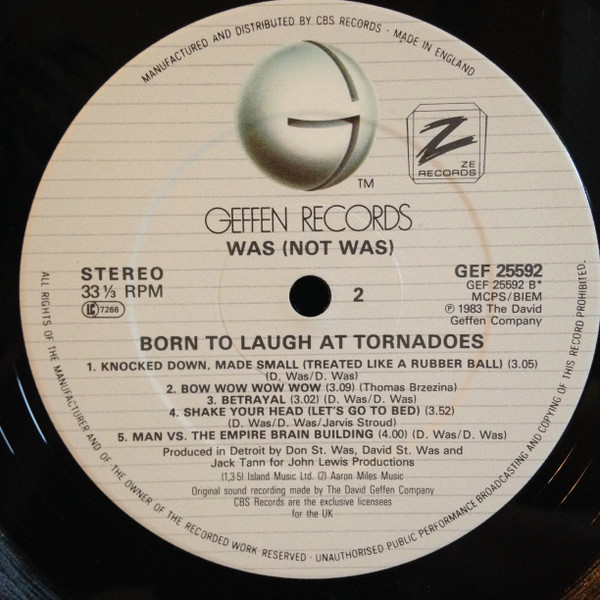 MANUFACTURED AND DISTRIBUTED BY CBS RECORDS · MADE IN ENGLAND
G
TM
Z
ZE
RECORDS
GEFFEN RECORDS
WAS (NOT WAS)
STEREO
33 ⅓ RPM
LC 7266
2
GEF 25592
GEF 25592 B*
MCPS/BIEM
℗ 1983 The David
Geffen Company
BORN TO LAUGH AT TORNADOES
1. KNOCKED DOWN, MADE SMALL (TREATED LIKE A RUBBER BALL) (3.05)
(D. Was/D. Was)
2. BOW WOW WOW WOW (3.09) (Thomas Brzezina)
3. BETRAYAL (3.02) (D. Was/D. Was)
4. SHAKE YOUR HEAD (LET'S GO TO BED) (3.52)
(D. Was/D. Was/Jarvis Stroud)
5. MAN VS. THE EMPIRE BRAIN BUILDING (4.00) (D. Was/D. Was)
Produced in Detroit by Don St. Was, David St. Was and
Jack Tann for John Lewis Productions
(1,3-5) Island Music Ltd. (2) Aaron Miles Music
Original sound recording made by The David Geffen Company
CBS Records are the exclusive licensees
for the UK
ALL RIGHTS OF THE MANUFACTURER AND OF THE OWNER OF THE RECORDED WORK RESERVED · UNAUTHORISED PUBLIC PERFORMANCE BROADCASTING AND COPYING OF THIS RECORD PROHIBITED.